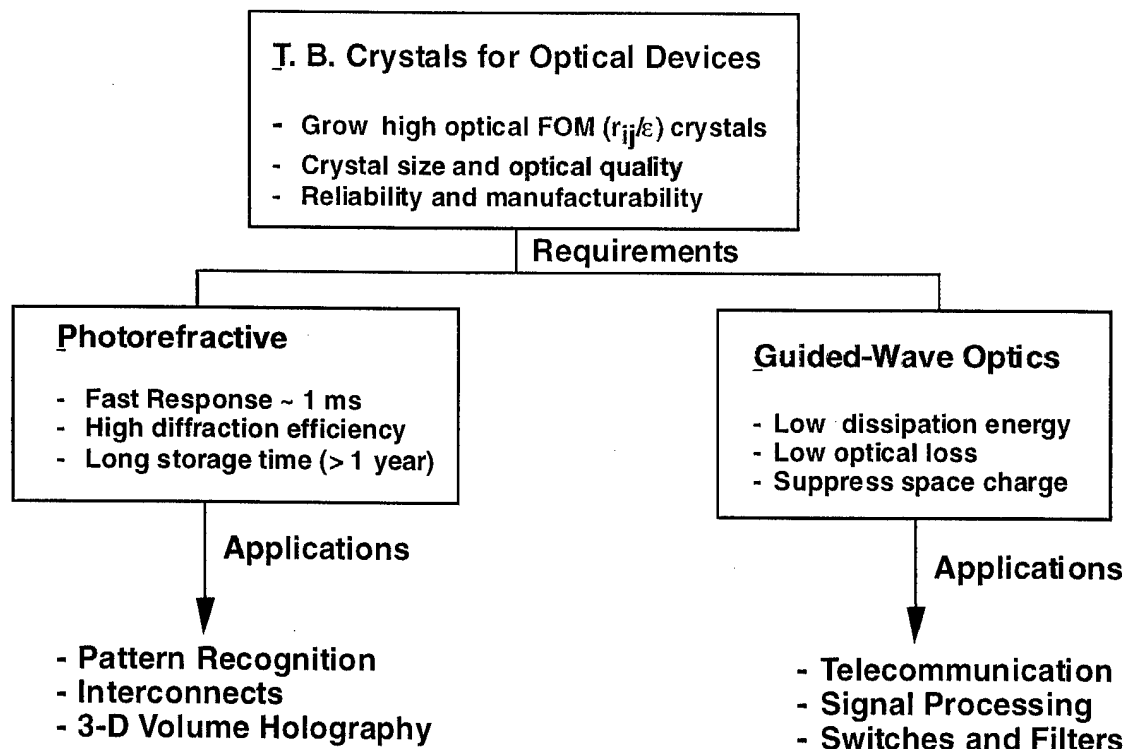 T. B. Crystals for Optical Devices
- Grow high optical FOM (rij/ε) crystals
- Crystal size and optical quality
- Reliability and manufacturability
Requirements
Photorefractive
- Fast Response ~ 1 ms
- High diffraction efficiency
- Long storage time (> 1 year)
Applications
- Pattern Recognition
- Interconnects
- 3-D Volume Holography
Guided-Wave Optics
- Low dissipation energy
- Low optical loss
- Suppress space charge
Applications
- Telecommunication
- Signal Processing
- Switches and Filters